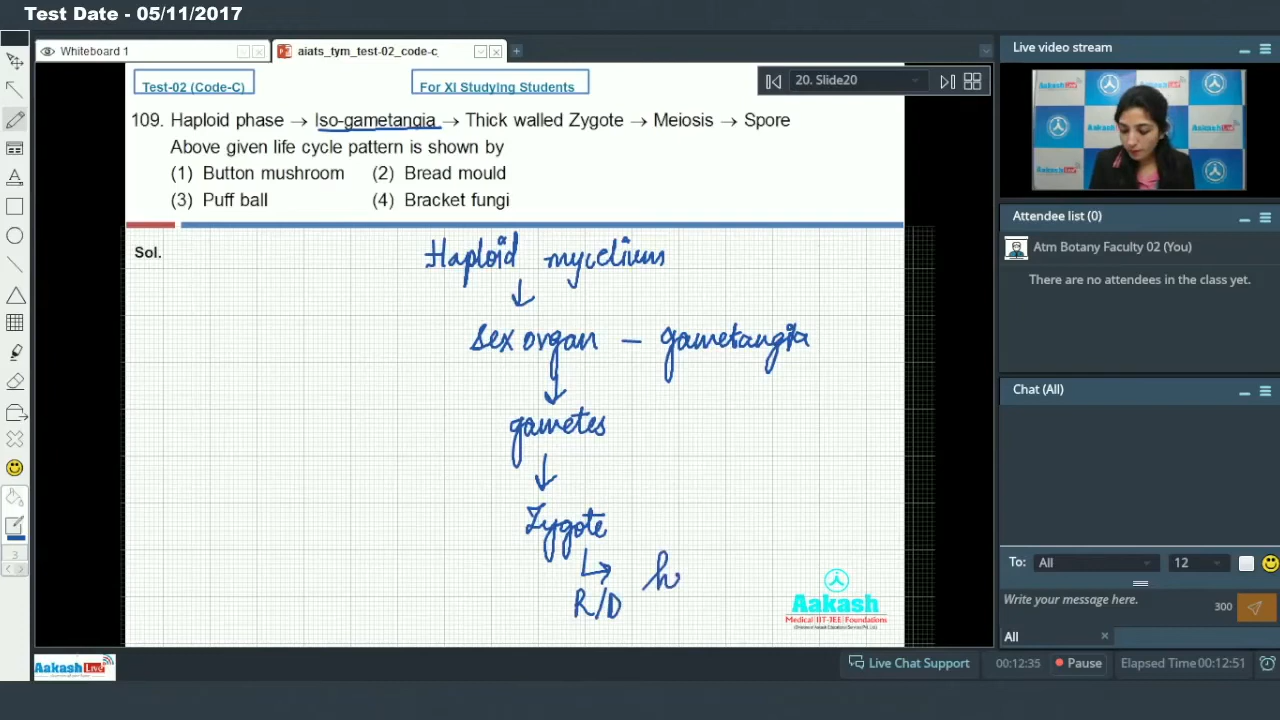 Test Date - 05/11/2017
Whiteboard 1
aiats_tym_test-02_code-c
Live video stream
Test-02 (Code-C)
For XI Studying Students
20. Slide20
109. Haploid phase → Iso-gametangia → Thick walled Zygote → Meiosis → Spore
Above given life cycle pattern is shown by
(1) Button mushroom (2) Bread mould
(3) Puff ball (4) Bracket fungi
Sol.
Haploid mycelium
↓
Sex organ – gametangia
↓
gametes
↓
Zygote
↳ h
R/D
Aakash
Medical IIT-JEE Foundations
Aakash Live
Attendee list (0)
Atm Botany Faculty 02 (You)
There are no attendees in the class yet.
Chat (All)
To: All 12
Write your message here. 300
All
3
Live Chat Support 00:12:35 Pause Elapsed Time 00:12:51